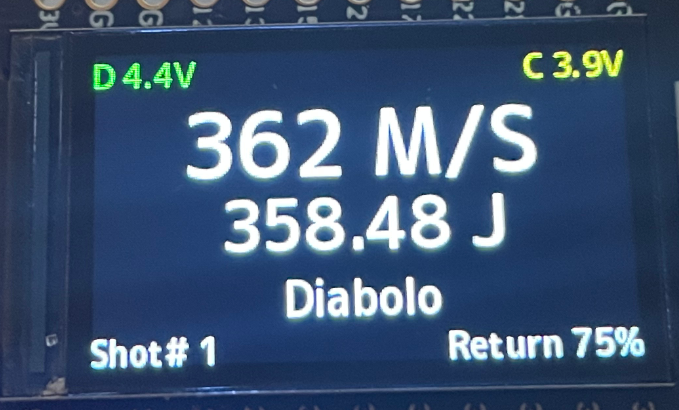 D 4.4V C 3.9V
362 M/S
358.48 J
Diabolo
Shot# 1 Return 75%